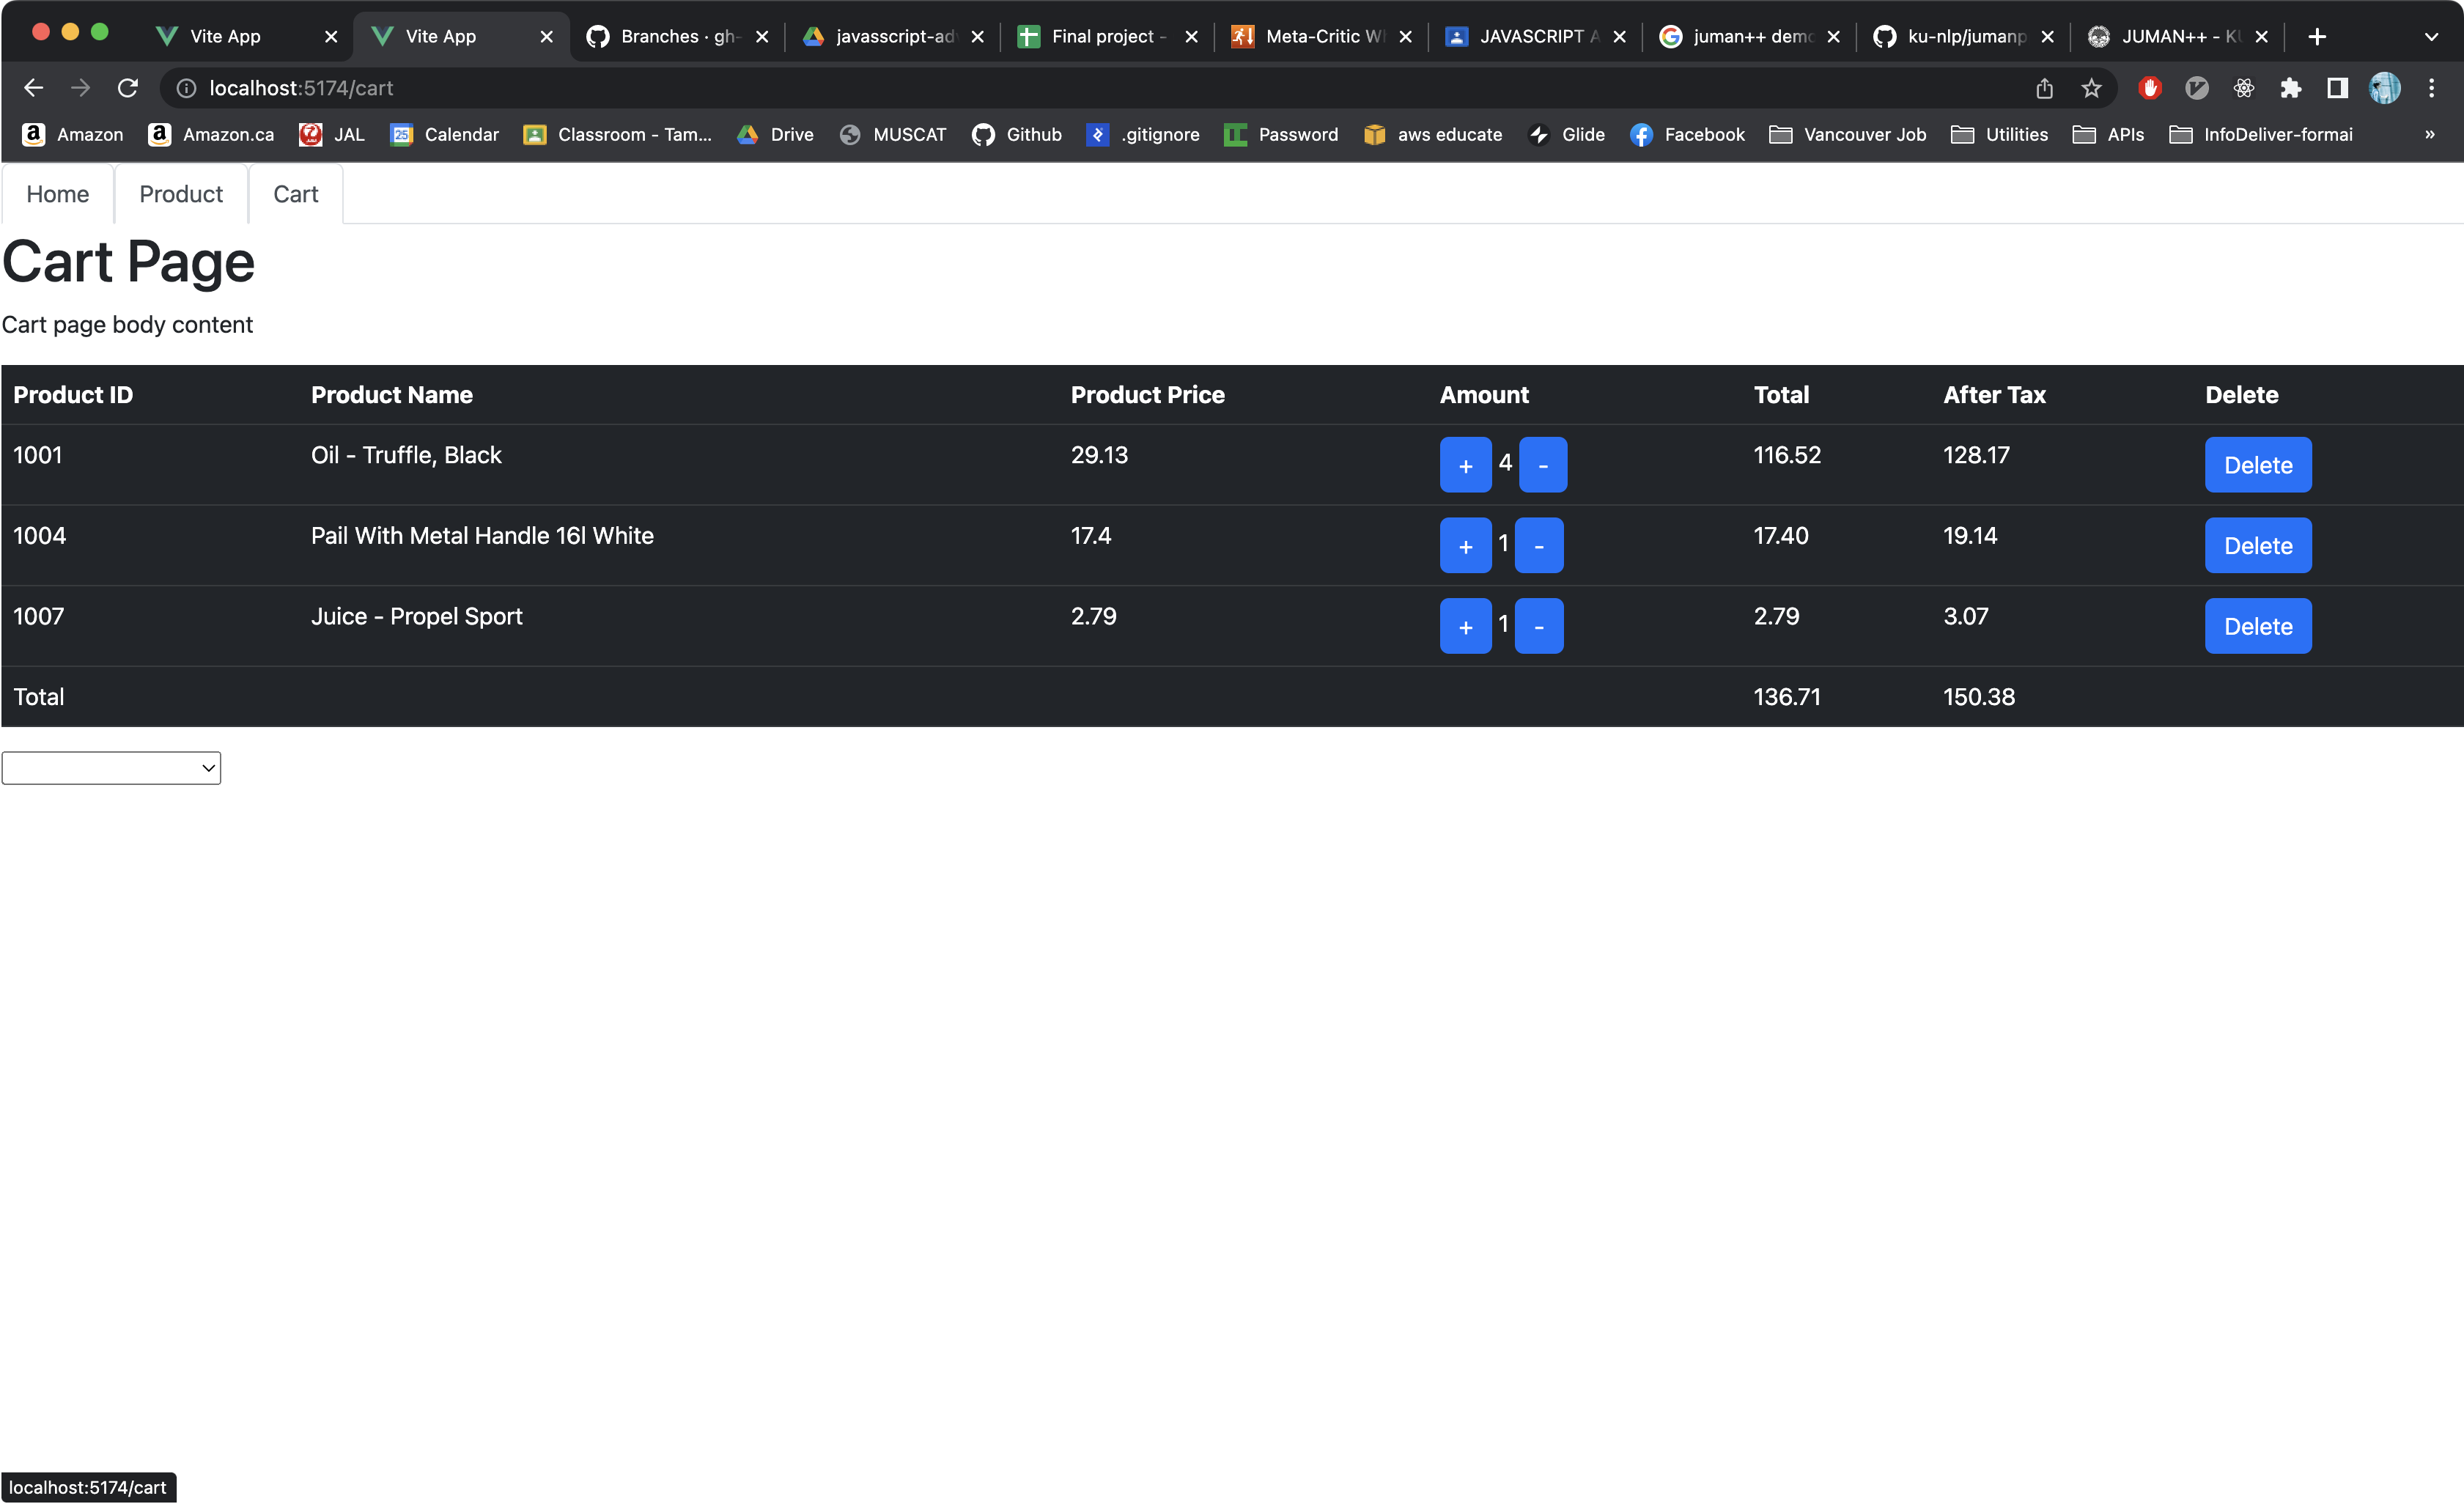 Vite App Vite App Branches · gh- javasscript-ad Final project - Meta-Critic W JAVASCRIPT A juman++ demo ku-nlp/jumanp JUMAN++ - KU
localhost:5174/cart
Amazon Amazon.ca JAL Calendar Classroom - Tam... Drive MUSCAT Github .gitignore Password aws educate Glide Facebook Vancouver Job Utilities APIs InfoDeliver-formai »
Home Product Cart
Cart Page
Cart page body content
Product ID Product Name Product Price Amount Total After Tax Delete
1001 Oil - Truffle, Black 29.13 + 4 - 116.52 128.17 Delete
1004 Pail With Metal Handle 16l White 17.4 + 1 - 17.40 19.14 Delete
1007 Juice - Propel Sport 2.79 + 1 - 2.79 3.07 Delete
Total 136.71 150.38
localhost:5174/cart